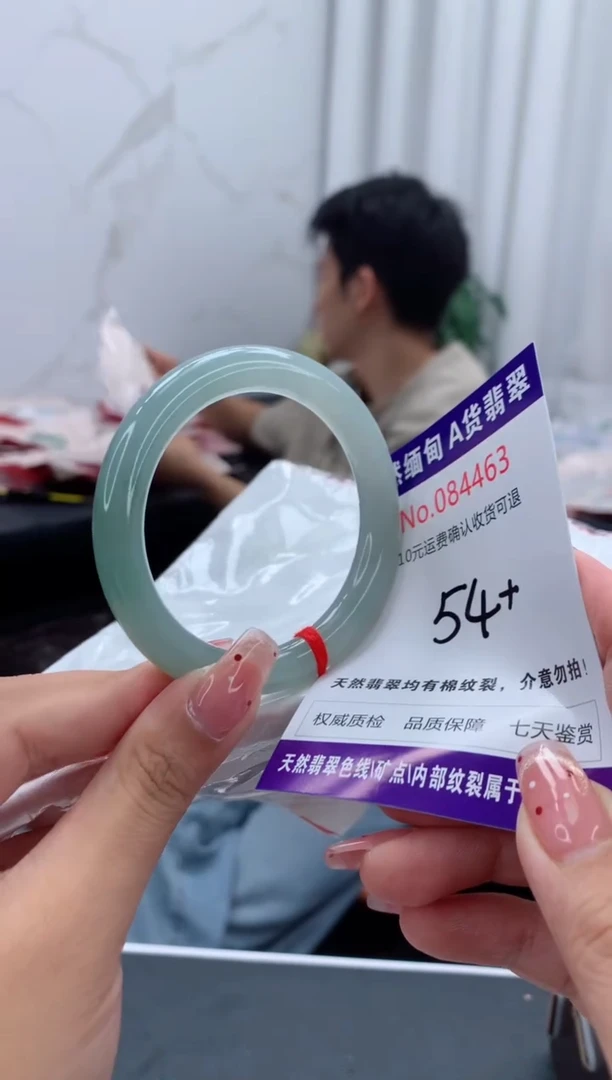 缅甸 A货翡翠
No.084463
10元运费确认收货可退
54+
天然翡翠均有棉纹裂，介意勿拍！
权威质检 品质保障 七天鉴赏
天然翡翠色线\矿点\内部纹裂属于